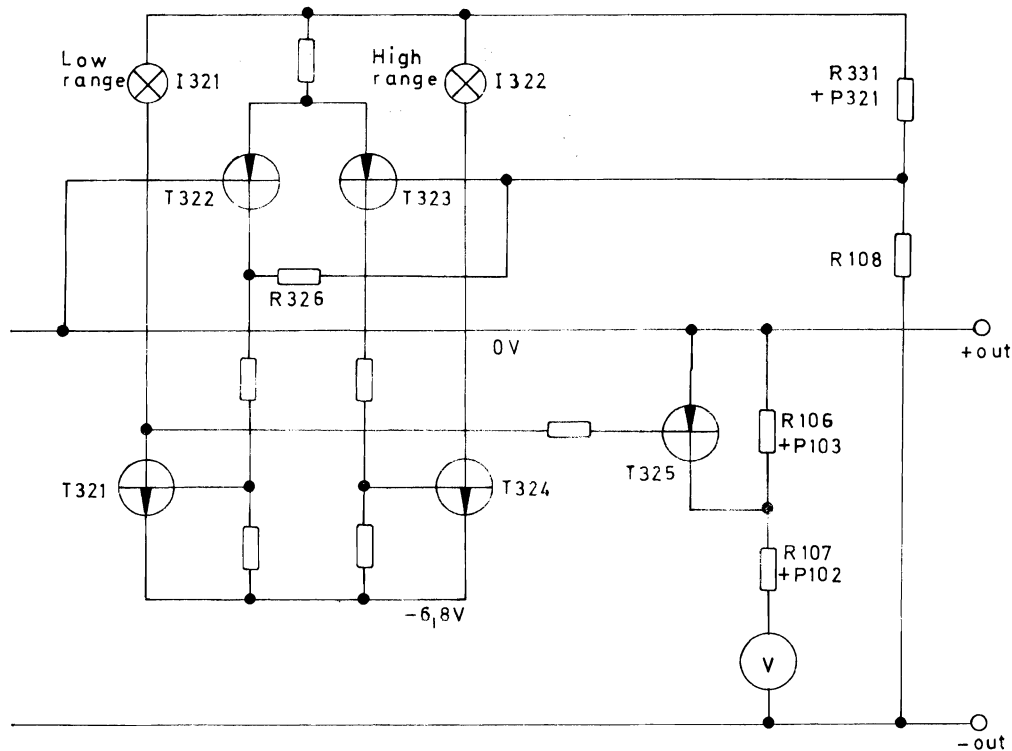 Low
range
I321
High
range
I322
R331
+P321
T322
T323
R108
R326
0V
+out
R106
+P103
T321
T324
T325
R107
+P102
-6,8V
V
-out